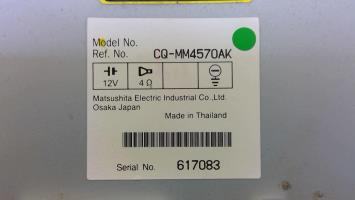 Model No.
Ref. No. CQ-MM4570AK
12V 4Ω
Matsushita Electric Industrial Co.,Ltd.
Osaka Japan
Made in Thailand
Serial No. 617083